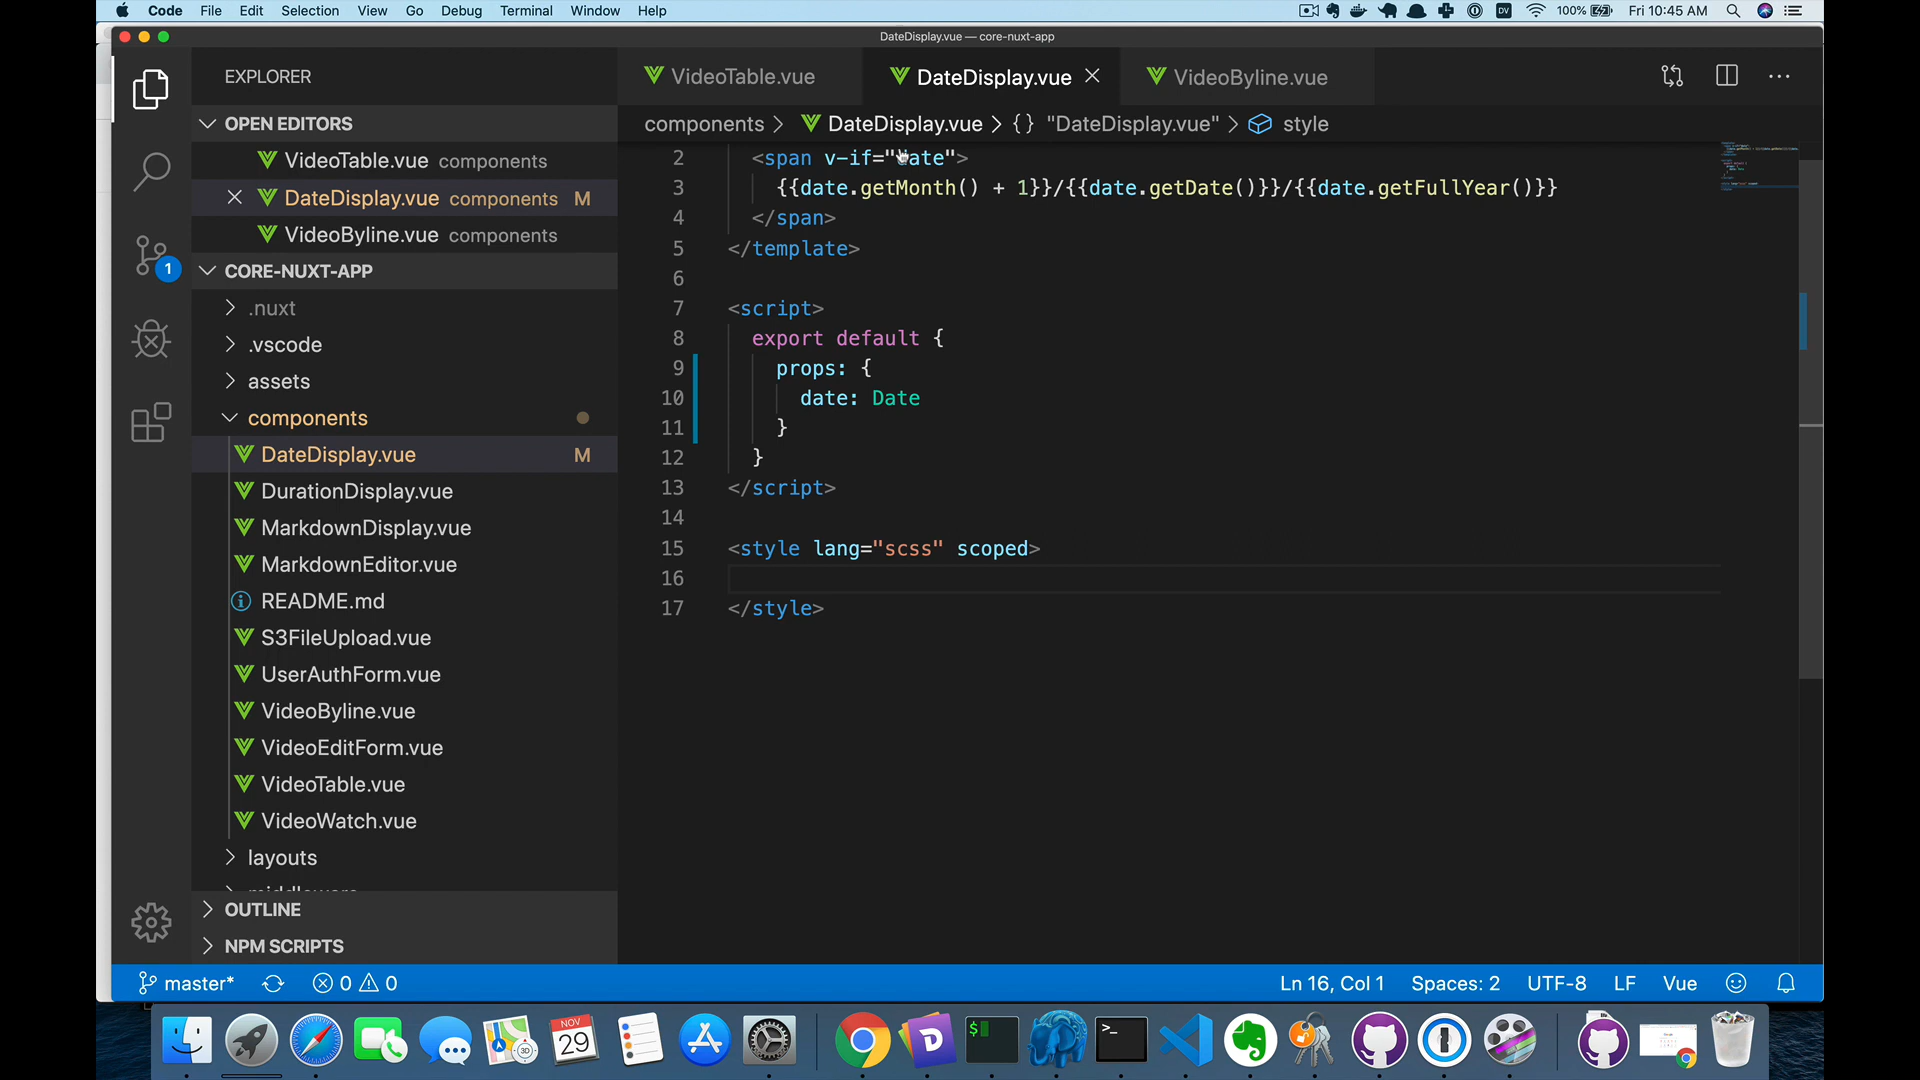 Code File Edit Selection View Go Debug Terminal Window Help
DV 100% Fri 10:45 AM
DateDisplay.vue — core-nuxt-app
EXPLORER
VideoTable.vue DateDisplay.vue VideoByline.vue
components > DateDisplay.vue > {} "DateDisplay.vue" > style
OPEN EDITORS
VideoTable.vue components
DateDisplay.vue components M
VideoByline.vue components
CORE-NUXT-APP
.nuxt
.vscode
assets
components
DateDisplay.vue M
DurationDisplay.vue
MarkdownDisplay.vue
MarkdownEditor.vue
README.md
S3FileUpload.vue
UserAuthForm.vue
VideoByline.vue
VideoEditForm.vue
VideoTable.vue
VideoWatch.vue
layouts
OUTLINE
NPM SCRIPTS
1
2 <span v-if="date">
3 {{date.getMonth() + 1}}/{{date.getDate()}}/{{date.getFullYear()}}
4 </span>
5 </template>
6
7 <script>
8 export default {
9 props: {
10 date: Date
11 }
12 }
13 </script>
14
15 <style lang="scss" scoped>
16
17 </style>
master* 0 0
Ln 16, Col 1 Spaces: 2 UTF-8 LF Vue
NOV
29
3D
D
$
>_